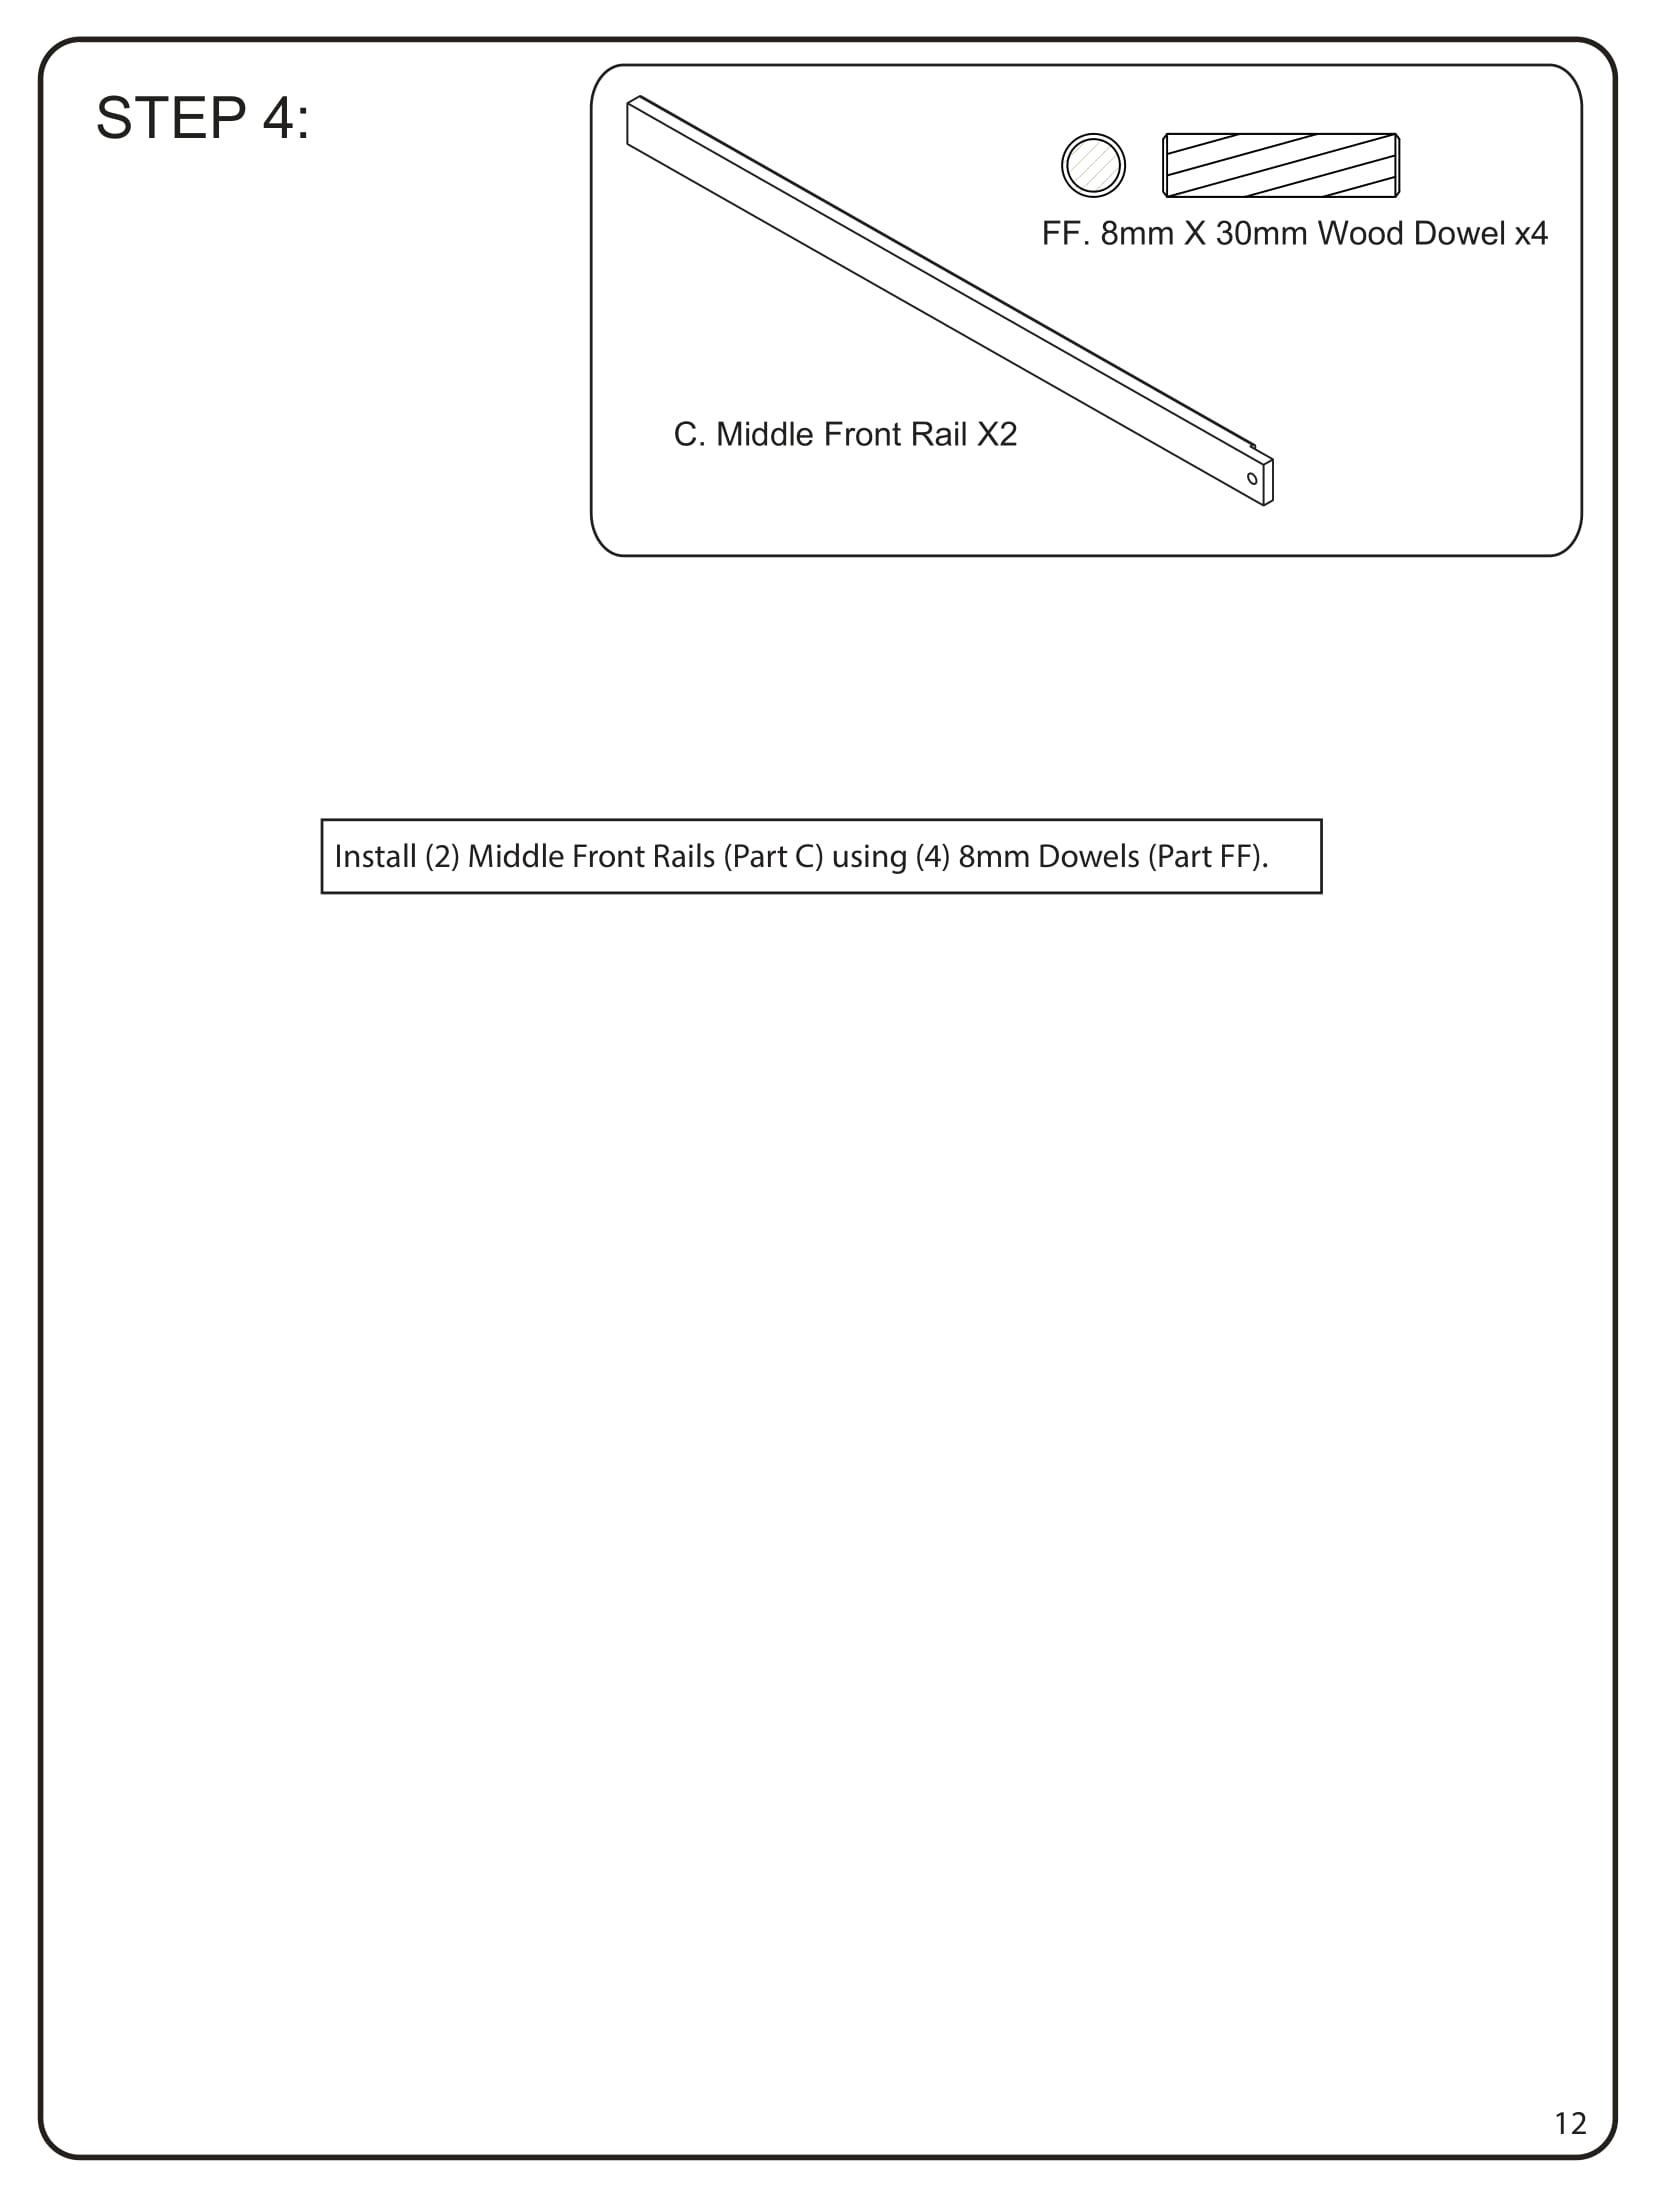 STEP 4:
FF. 8mm X 30mm Wood Dowel x4
C. Middle Front Rail X2
Install (2) Middle Front Rails (Part C) using (4) 8mm Dowels (Part FF).
12